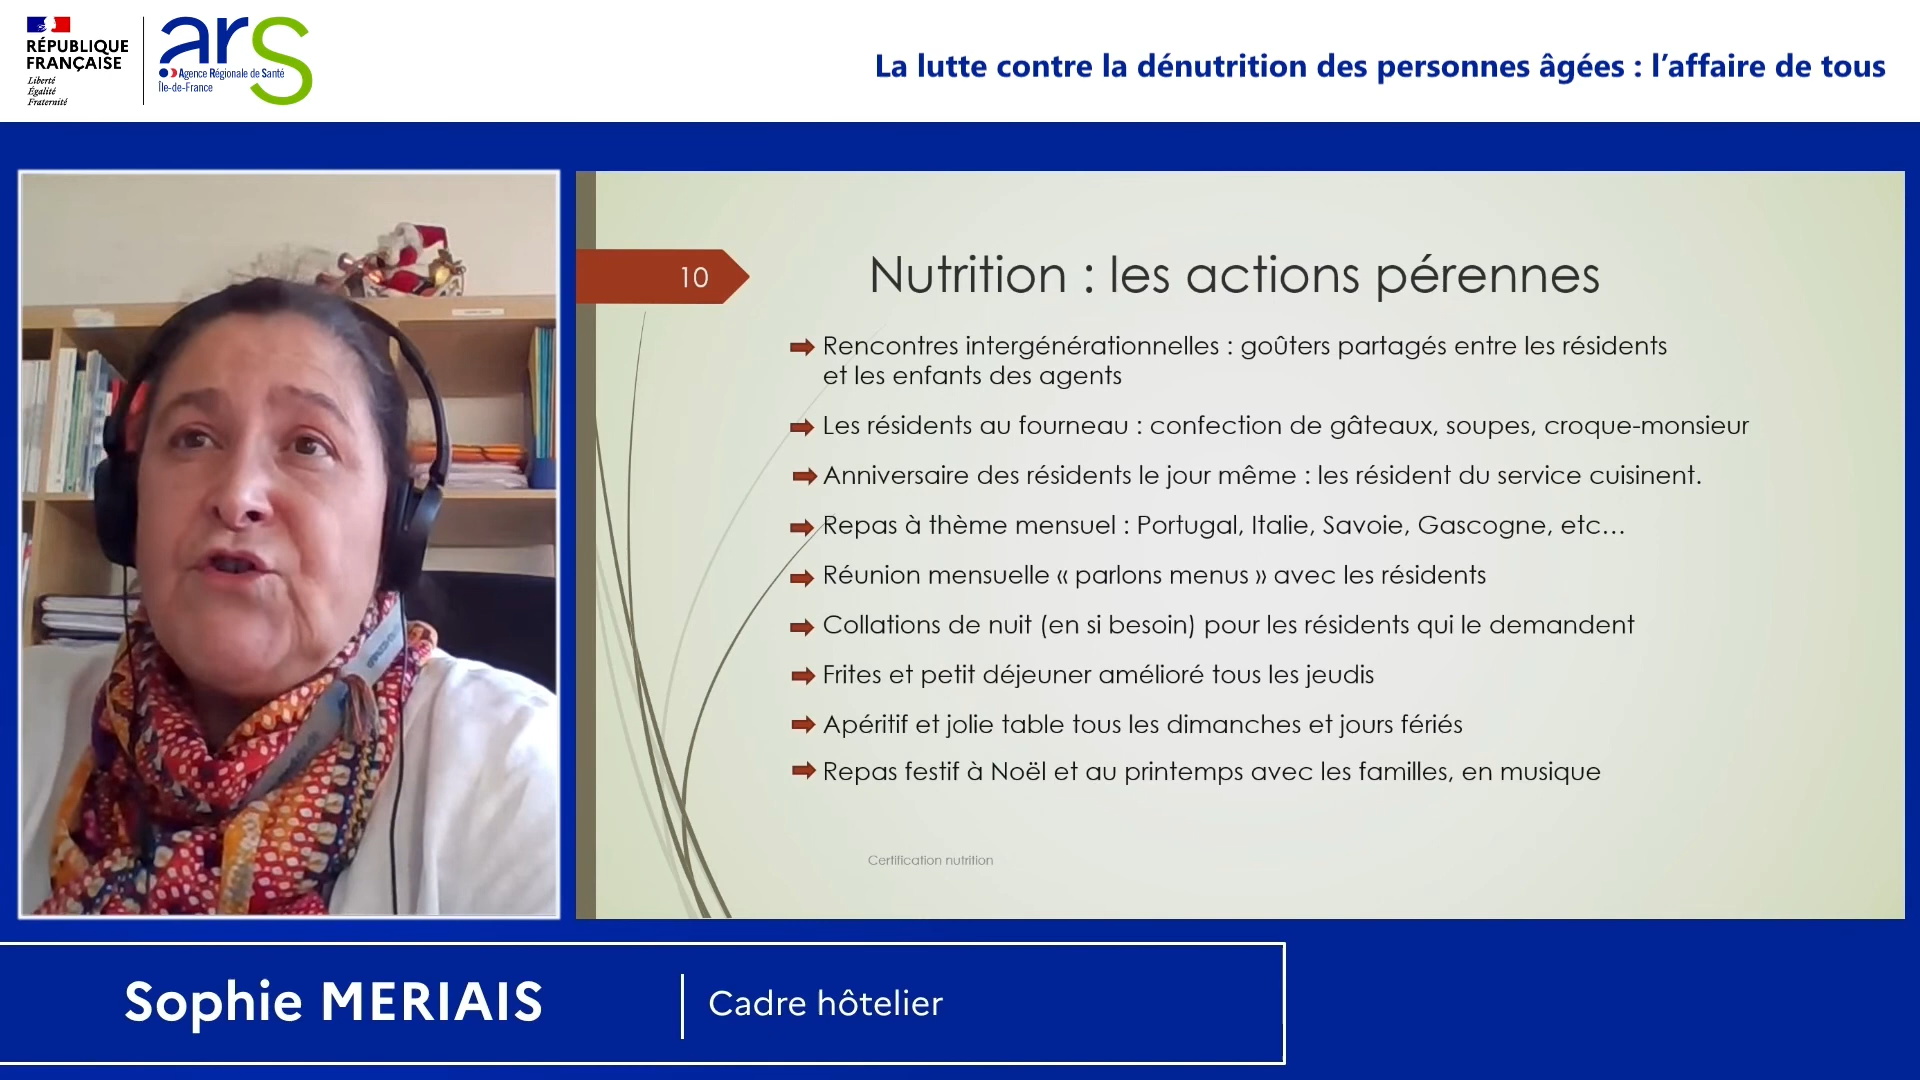 RÉPUBLIQUE
FRANÇAISE
Liberté
Égalité
Fraternité
ars
Agence Régionale de Santé
Île-de-France
La lutte contre la dénutrition des personnes âgées : l’affaire de tous
10
Nutrition : les actions pérennes
Rencontres intergénérationnelles : goûters partagés entre les résidents
et les enfants des agents
Les résidents au fourneau : confection de gâteaux, soupes, croque-monsieur
Anniversaire des résidents le jour même : les résident du service cuisinent.
Repas à thème mensuel : Portugal, Italie, Savoie, Gascogne, etc…
Réunion mensuelle « parlons menus » avec les résidents
Collations de nuit (en si besoin) pour les résidents qui le demandent
Frites et petit déjeuner amélioré tous les jeudis
Apéritif et jolie table tous les dimanches et jours fériés
Repas festif à Noël et au printemps avec les familles, en musique
Certification nutrition
Sophie MERIAIS
Cadre hôtelier